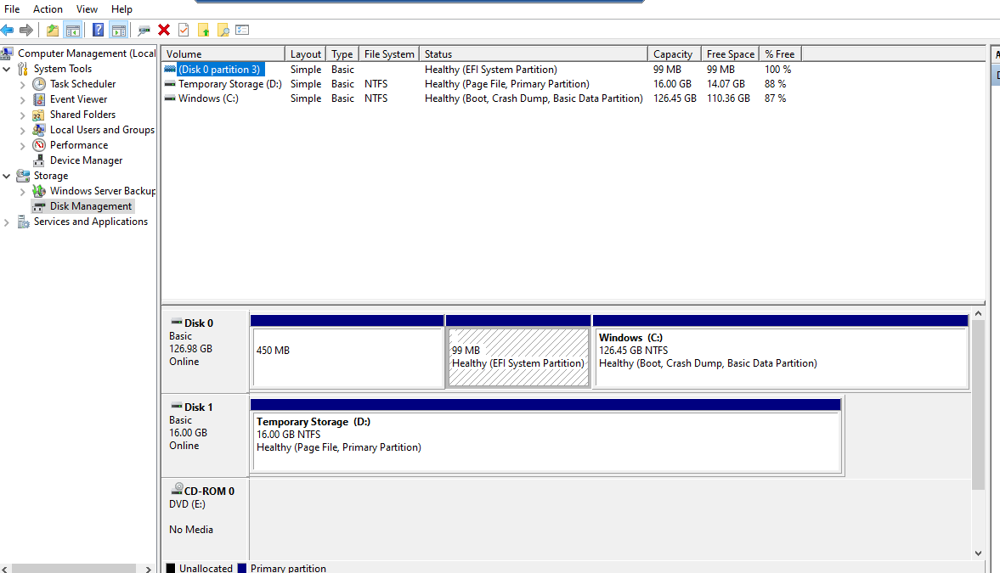 File Action View Help
Computer Management (Local
System Tools
Task Scheduler
Event Viewer
Shared Folders
Local Users and Groups
Performance
Device Manager
Storage
Windows Server Backup
Disk Management
Services and Applications
Volume Layout Type File System Status Capacity Free Space % Free
(Disk 0 partition 3) Simple Basic Healthy (EFI System Partition) 99 MB 99 MB 100 %
Temporary Storage (D:) Simple Basic NTFS Healthy (Page File, Primary Partition) 16.00 GB 14.07 GB 88 %
Windows (C:) Simple Basic NTFS Healthy (Boot, Crash Dump, Basic Data Partition) 126.45 GB 110.36 GB 87 %
Disk 0
Basic
126.98 GB
Online
450 MB
99 MB
Healthy (EFI System Partition)
Windows (C:)
126.45 GB NTFS
Healthy (Boot, Crash Dump, Basic Data Partition)
Disk 1
Basic
16.00 GB
Online
Temporary Storage (D:)
16.00 GB NTFS
Healthy (Page File, Primary Partition)
CD-ROM 0
DVD (E:)
No Media
Unallocated Primary partition